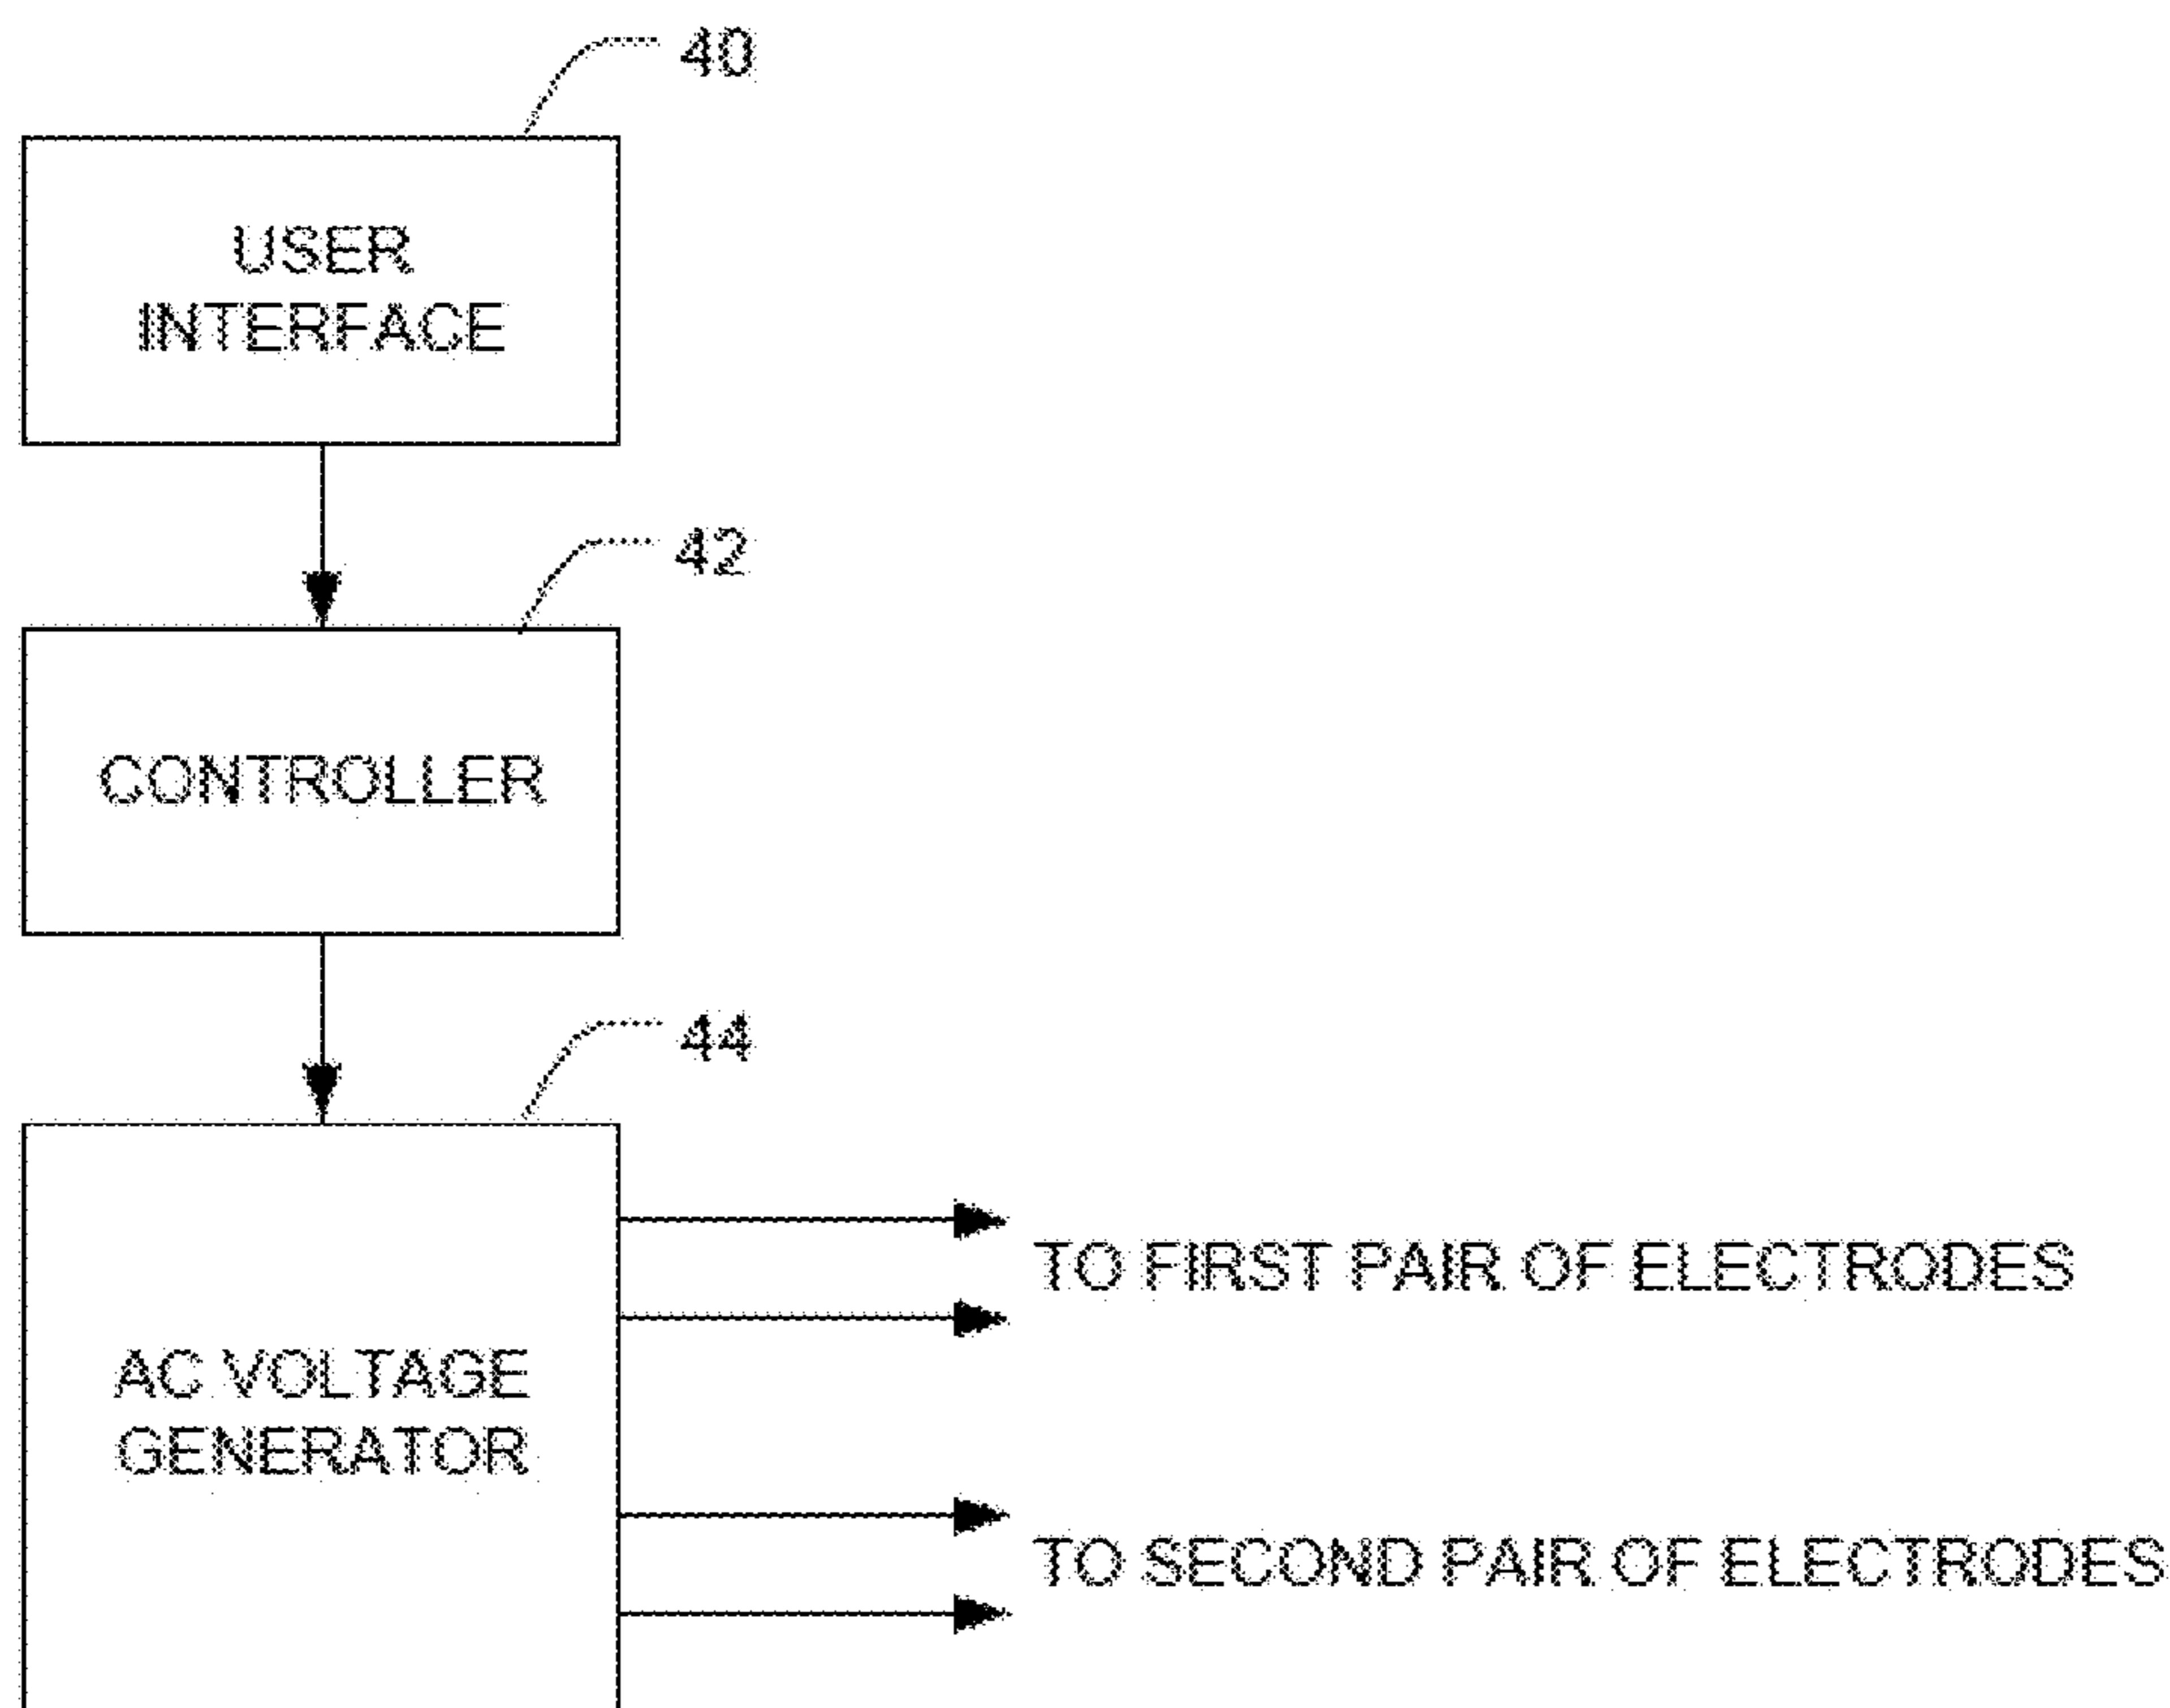 40
USER
INTERFACE
42
CONTROLLER
44
TO FIRST PAIR OF ELECTRODES
AC VOLTAGE
GENERATOR
TO SECOND PAIR OF ELECTRODES